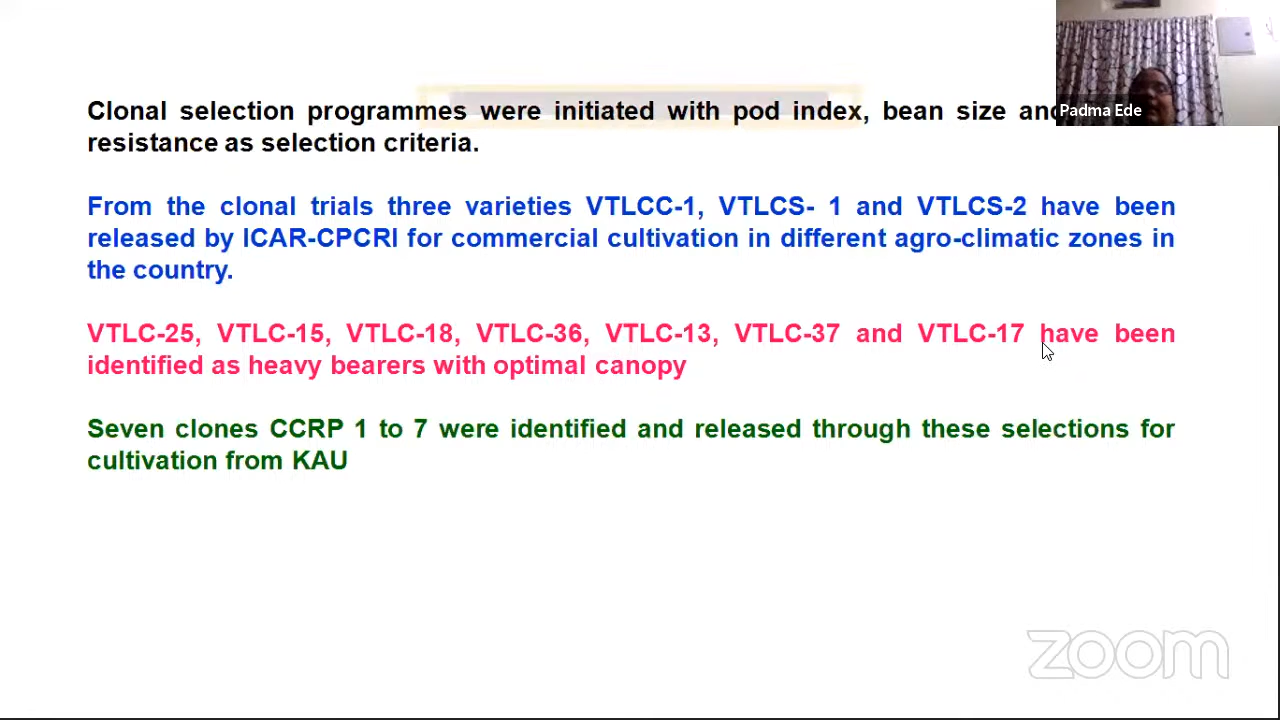 Clonal selection programmes were initiated with pod index, bean size and
resistance as selection criteria.
From the clonal trials three varieties VTLCC-1, VTLCS- 1 and VTLCS-2 have been
released by ICAR-CPCRI for commercial cultivation in different agro-climatic zones in
the country.
VTLC-25, VTLC-15, VTLC-18, VTLC-36, VTLC-13, VTLC-37 and VTLC-17 have been
identified as heavy bearers with optimal canopy
Seven clones CCRP 1 to 7 were identified and released through these selections for
cultivation from KAU
Padma Ede
zoom